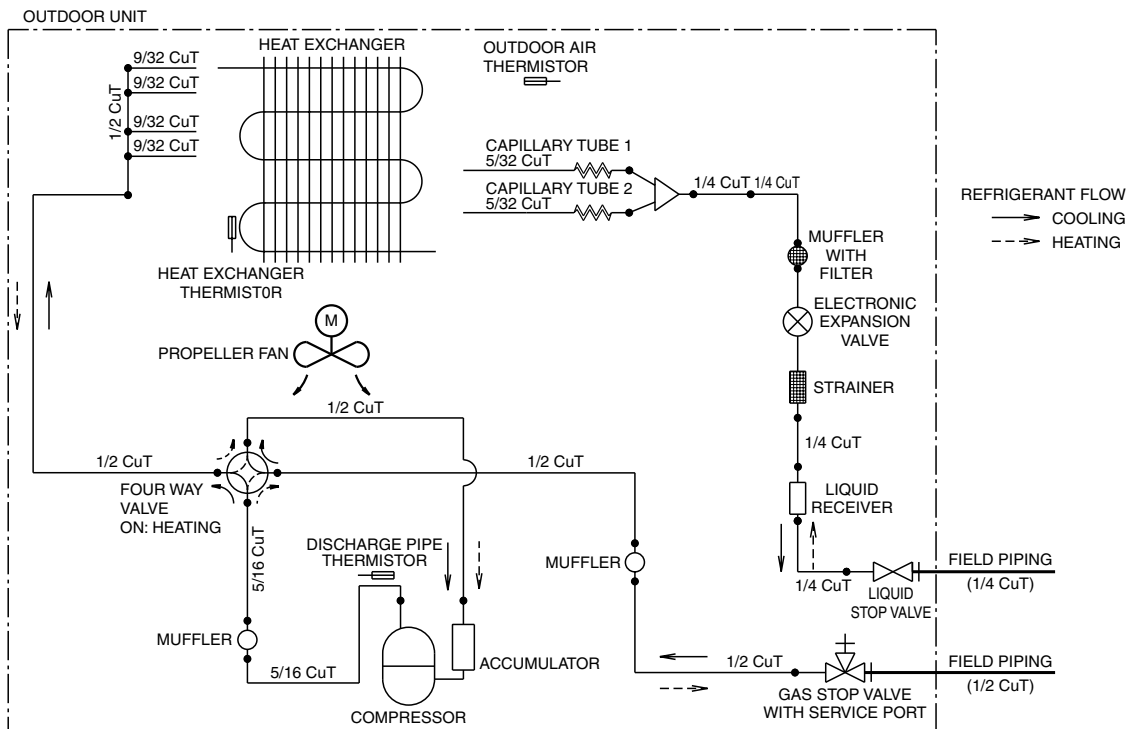 OUTDOOR UNIT
HEAT EXCHANGER
9/32 CuT
9/32 CuT
9/32 CuT
9/32 CuT
1/2 CuT
OUTDOOR AIR
THERMISTOR
CAPILLARY TUBE 1
5/32 CuT
CAPILLARY TUBE 2
5/32 CuT
1/4 CuT
1/4 CuT
REFRIGERANT FLOW
COOLING
HEATING
MUFFLER
WITH
FILTER
HEAT EXCHANGER
THERMIST0R
ELECTRONIC
EXPANSION
VALVE
M
PROPELLER FAN
STRAINER
1/2 CuT
1/4 CuT
1/2 CuT
1/2 CuT
FOUR WAY
VALVE
ON: HEATING
LIQUID
RECEIVER
5/16 CuT
DISCHARGE PIPE
THERMISTOR
MUFFLER
FIELD PIPING
(1/4 CuT)
1/4 CuT
LIQUID
STOP VALVE
MUFFLER
5/16 CuT
ACCUMULATOR
COMPRESSOR
1/2 CuT
FIELD PIPING
(1/2 CuT)
GAS STOP VALVE
WITH SERVICE PORT